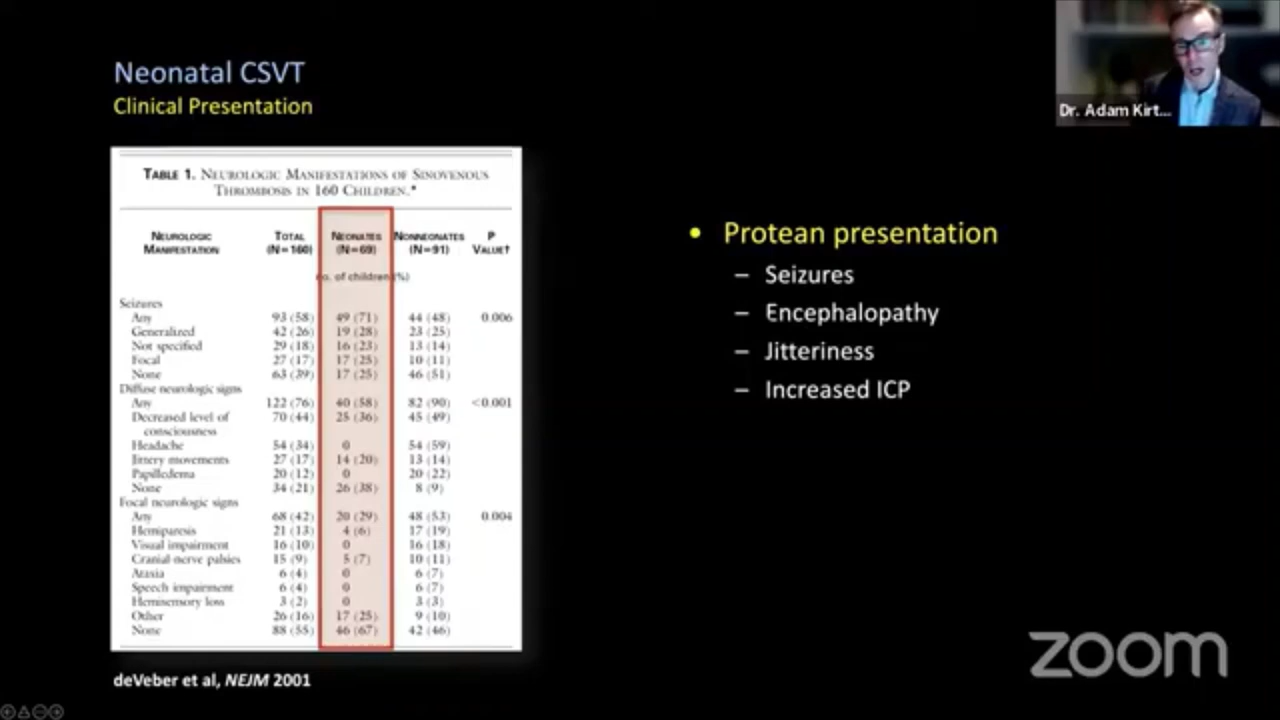 Neonatal CSVT
Clinical Presentation
Dr. Adam Kirt...
TABLE 1. NEUROLOGIC MANIFESTATIONS OF SINOVENOUS
THROMBOSIS IN 160 CHILDREN.*
NEUROLOGIC MANIFESTATION TOTAL (N=160) NEONATES (N=69) NONNEONATES (N=91) P VALUE†
no. of children (%)
Seizures
Any 93 (58) 49 (71) 44 (48) 0.006
Generalized 42 (26) 19 (28) 23 (25)
Not specified 29 (18) 16 (23) 13 (14)
Focal 27 (17) 17 (25) 10 (11)
None 63 (39) 17 (25) 46 (51)
Diffuse neurologic signs
Any 122 (76) 40 (58) 82 (90) <0.001
Decreased level of 70 (44) 25 (36) 45 (49)
consciousness
Headache 54 (34) 0 54 (59)
Jittery movements 27 (17) 14 (20) 13 (14)
Papilledema 20 (12) 0 20 (22)
None 34 (21) 26 (38) 8 (9)
Focal neurologic signs
Any 68 (42) 20 (29) 48 (53) 0.004
Hemiparesis 21 (13) 4 (6) 17 (19)
Visual impairment 16 (10) 0 16 (18)
Cranial-nerve palsies 15 (9) 5 (7) 10 (11)
Ataxia 6 (4) 0 6 (7)
Speech impairment 6 (4) 0 6 (7)
Hemisensory loss 3 (2) 0 3 (3)
Other 26 (16) 17 (25) 9 (10)
None 88 (55) 46 (67) 42 (46)
• Protean presentation
– Seizures
– Encephalopathy
– Jitteriness
– Increased ICP
deVeber et al, NEJM 2001
zoom